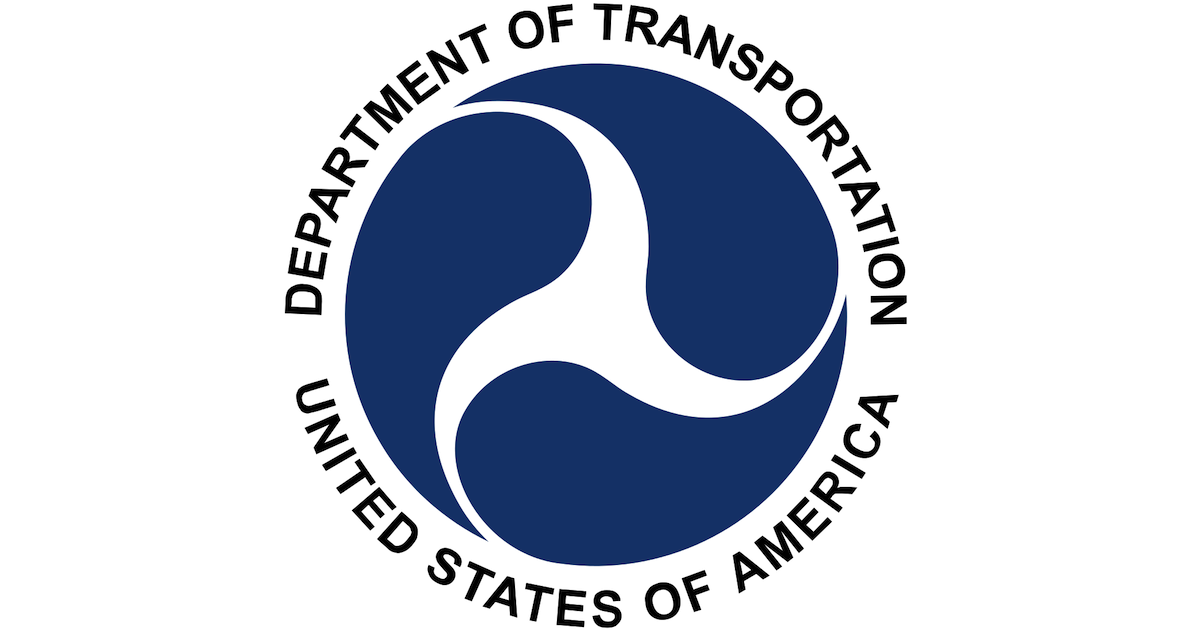 DEPARTMENT OF TRANSPORTATION
UNITED STATES OF AMERICA